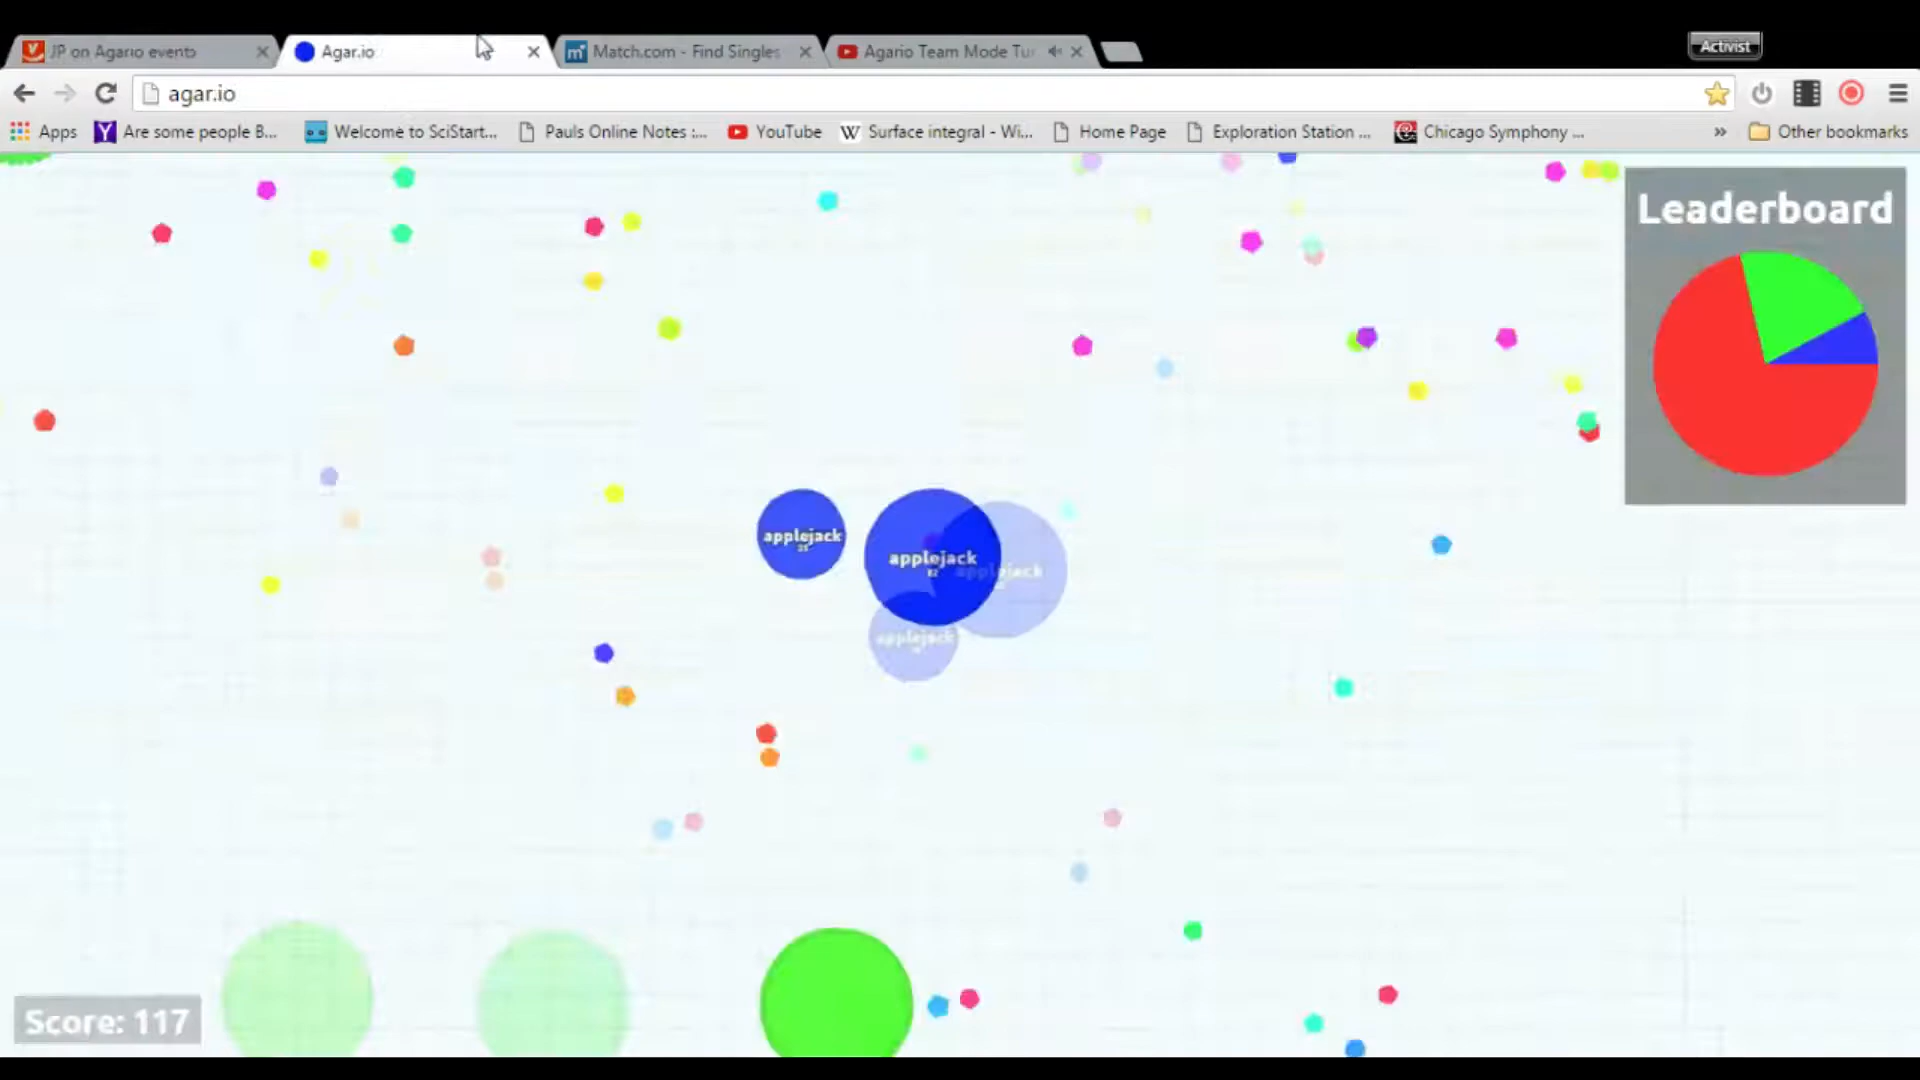 JP on Agario events
Agar.io
Match.com - Find Singles
Agario Team Mode Tu
Activist
agar.io
Apps
Are some people B...
Welcome to SciStart...
Pauls Online Notes :...
YouTube
Surface integral - Wi...
Home Page
Exploration Station ...
Chicago Symphony ...
»
Other bookmarks
Leaderboard
applejack
applejack
applejack
applejack
Score: 117